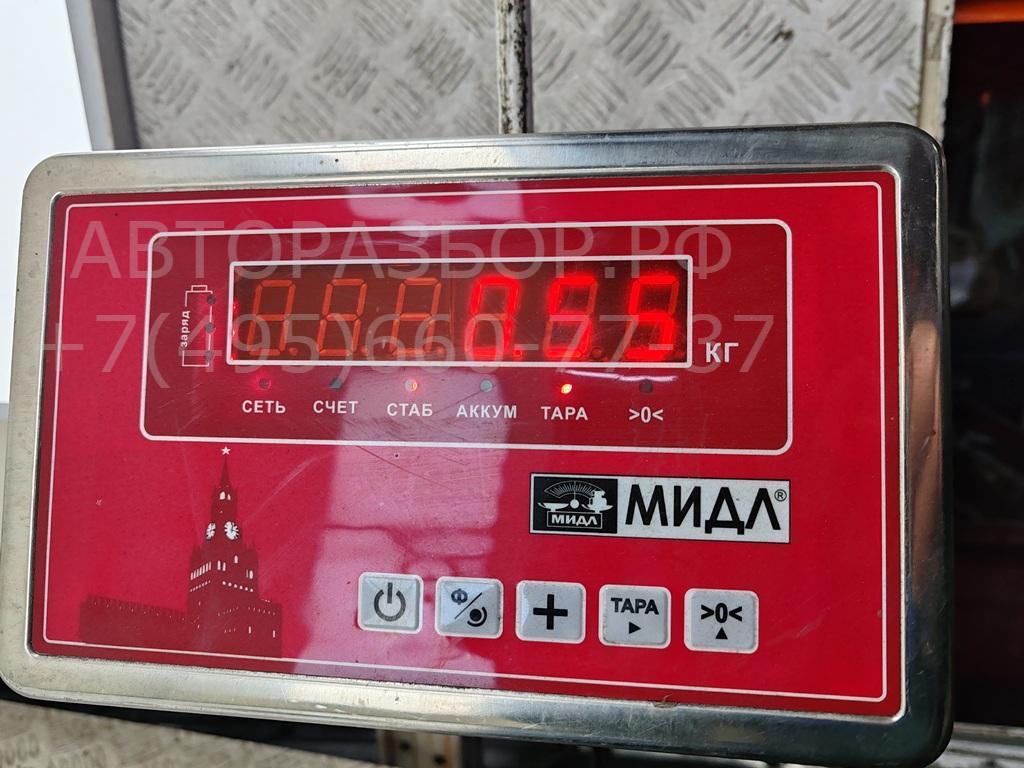 АВТОРАЗБОР.РФ
+7(495)660-77-37
заряд
0.55
КГ
СЕТЬ СЧЕТ СТАБ АККУМ ТАРА >0<
МИДЛ МИДЛ®
Ф
+
ТАРА
>0<